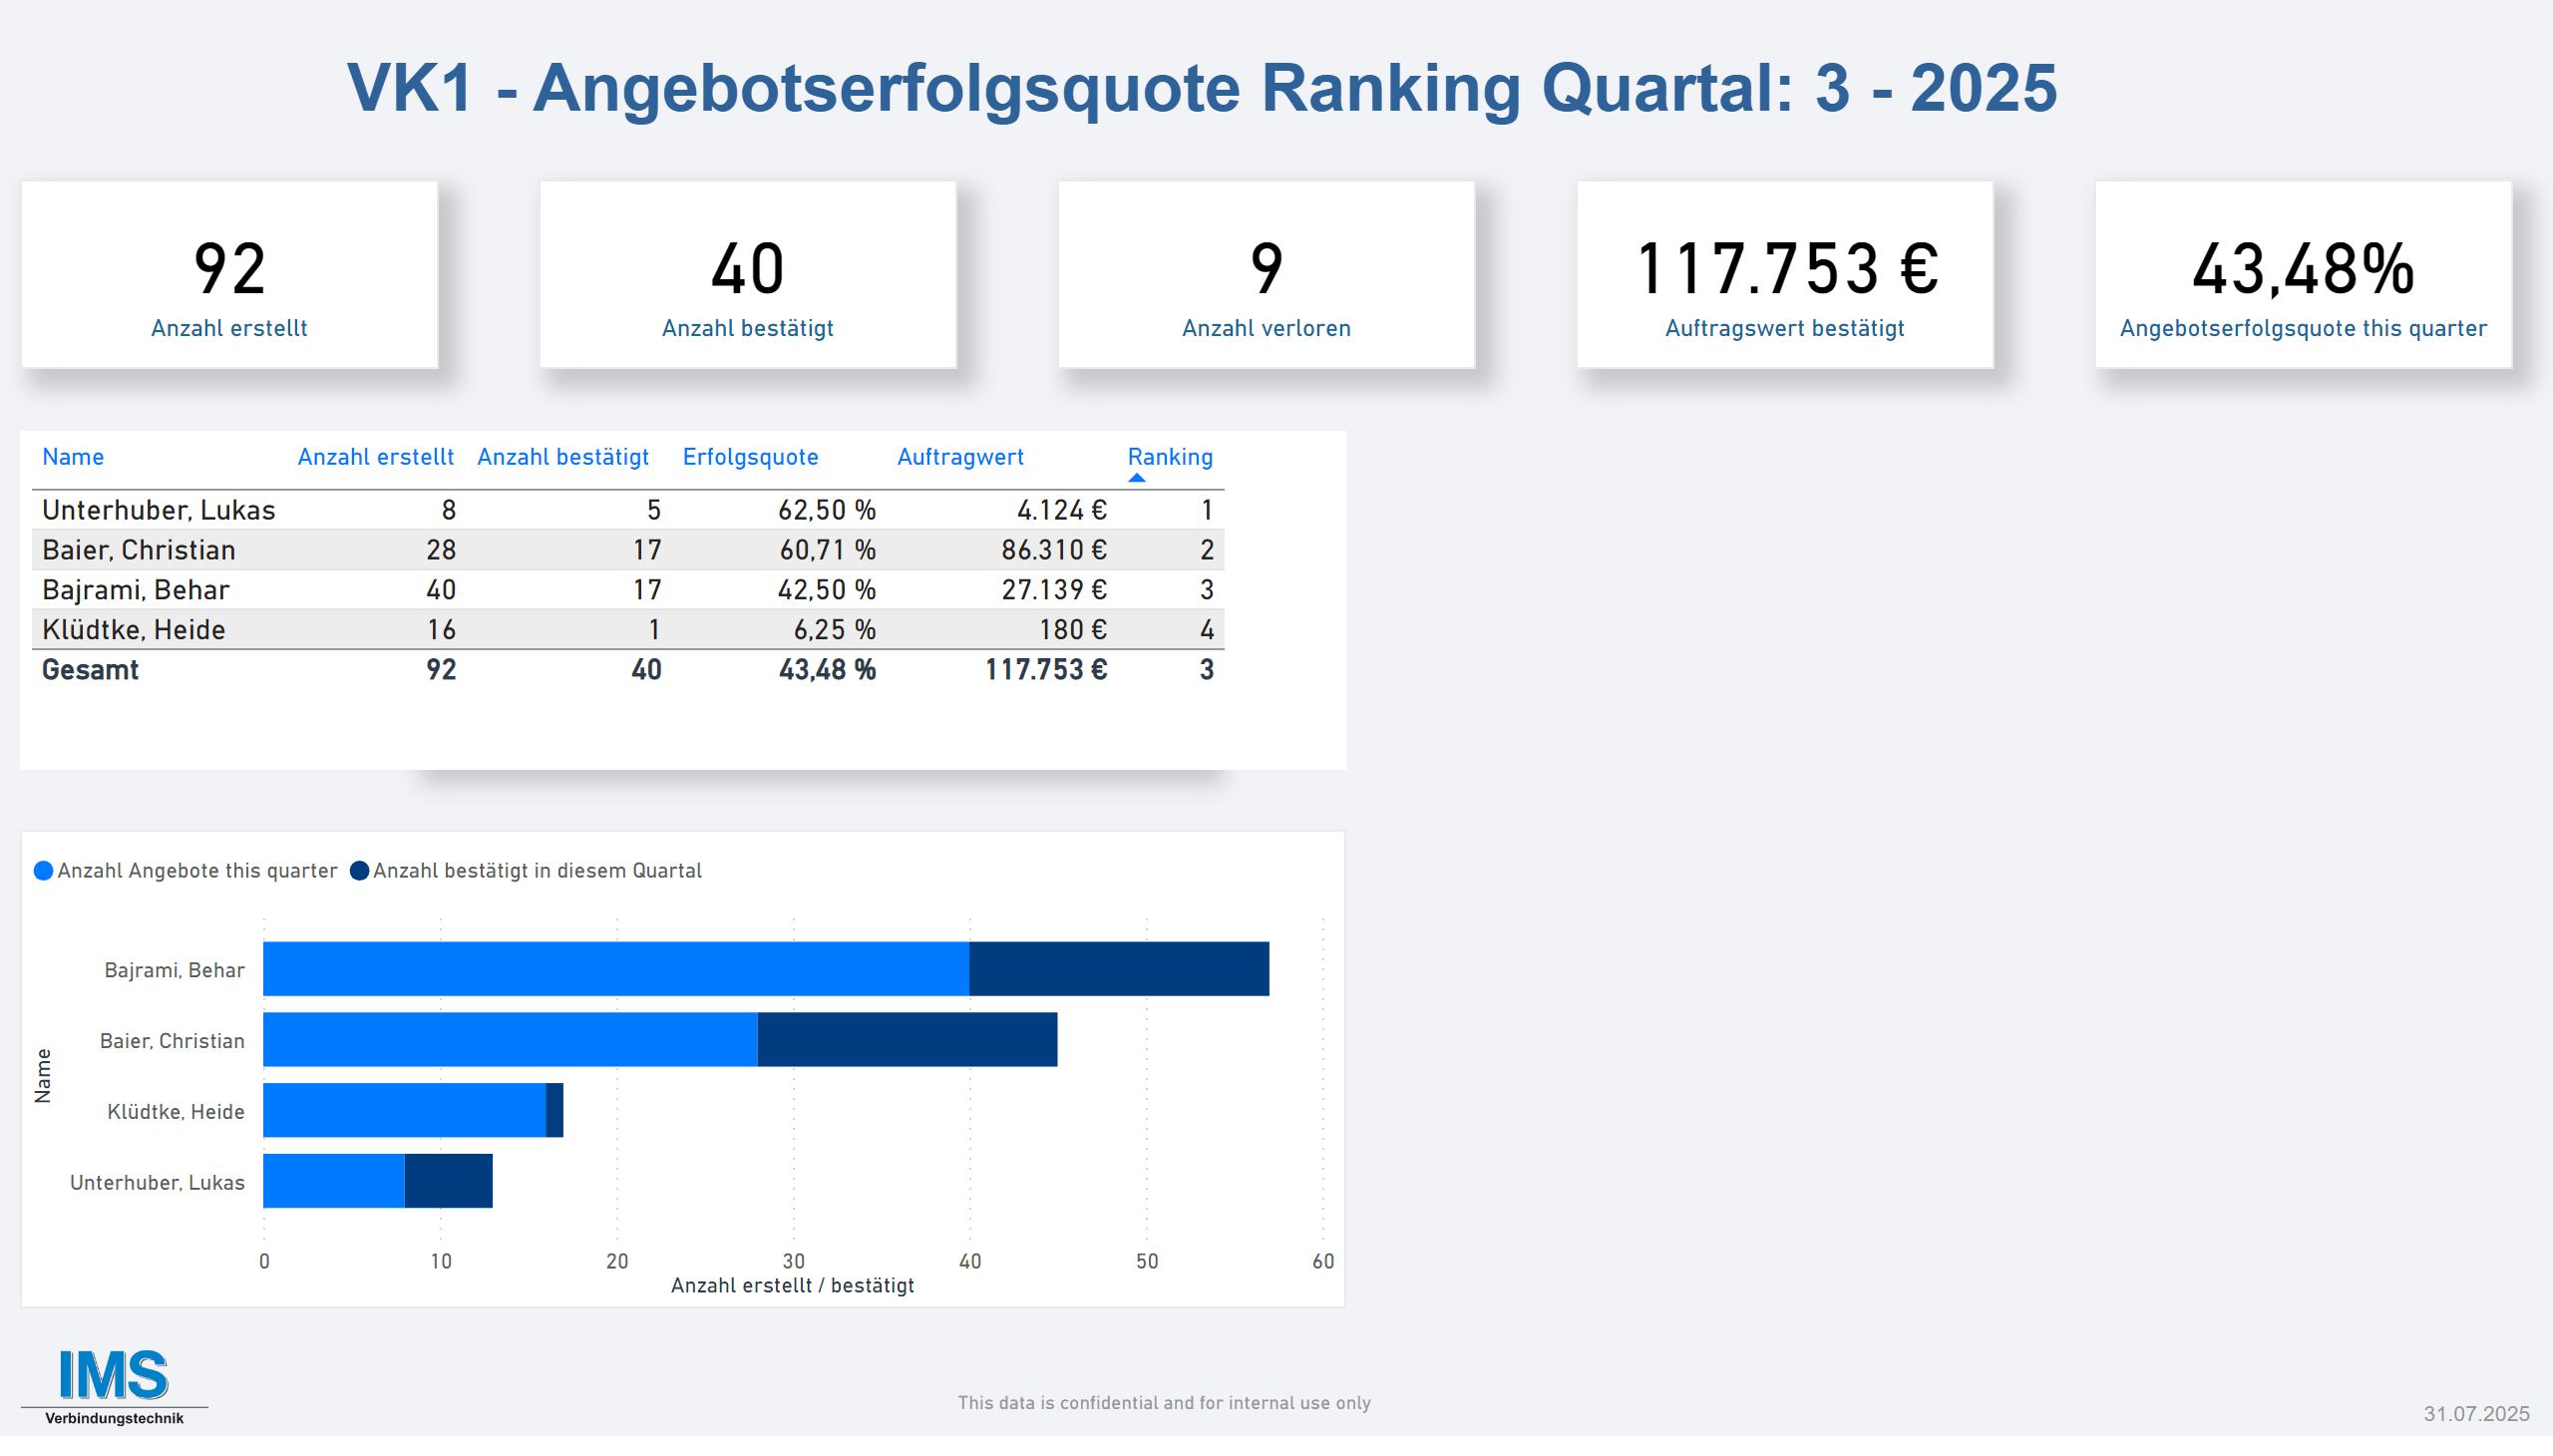 VK1 - Angebotserfolgsquote Ranking Quartal: 3 - 2025
92
Anzahl erstellt
40
Anzahl bestätigt
9
Anzahl verloren
117.753 €
Auftragswert bestätigt
43,48%
Angebotserfolgsquote this quarter
Name Anzahl erstellt Anzahl bestätigt Erfolgsquote Auftragwert Ranking
Unterhuber, Lukas 8 5 62,50 % 4.124 € 1
Baier, Christian 28 17 60,71 % 86.310 € 2
Bajrami, Behar 40 17 42,50 % 27.139 € 3
Klüdtke, Heide 16 1 6,25 % 180 € 4
Gesamt 92 40 43,48 % 117.753 € 3
Anzahl Angebote this quarter Anzahl bestätigt in diesem Quartal
Name
Bajrami, Behar
Baier, Christian
Klüdtke, Heide
Unterhuber, Lukas
0 10 20 30 40 50 60
Anzahl erstellt / bestätigt
IMS
Verbindungstechnik
This data is confidential and for internal use only
31.07.2025